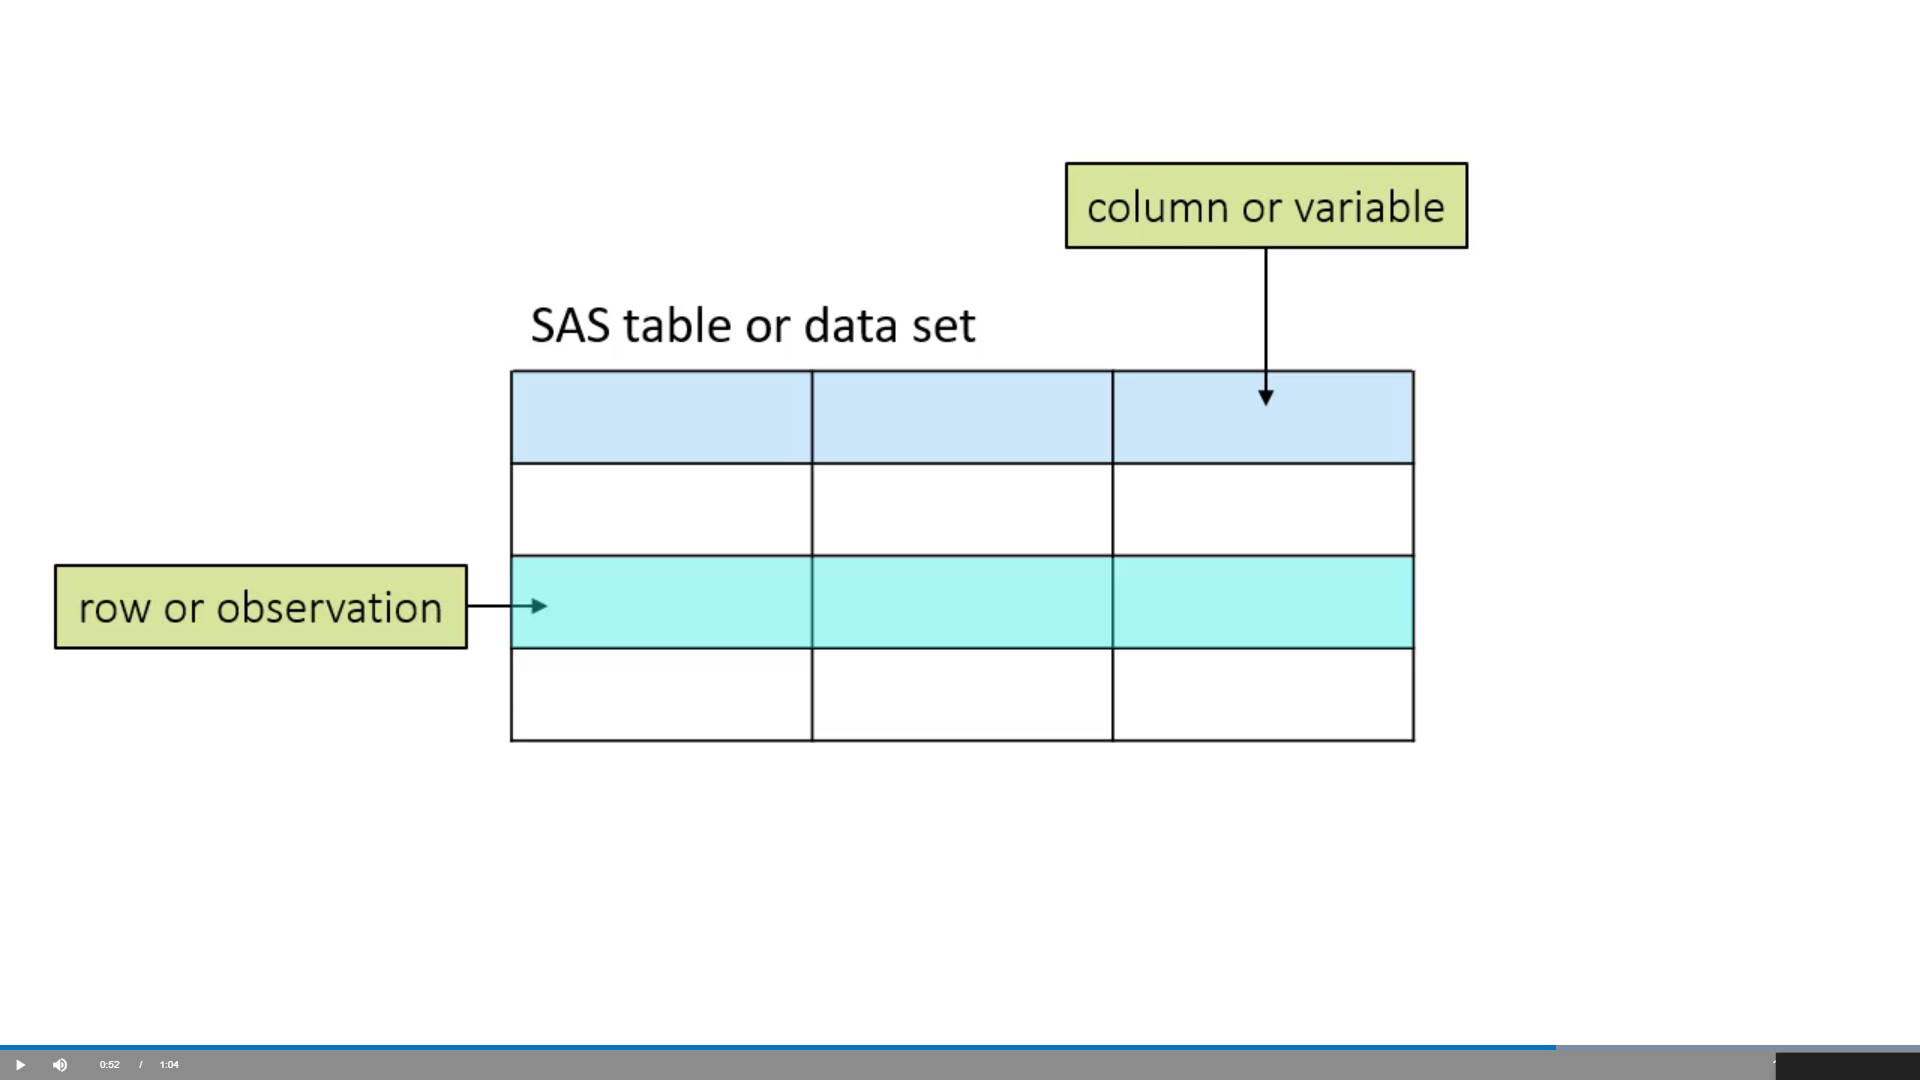 column or variable
SAS table or data set
row or observation
0:52 / 1:04